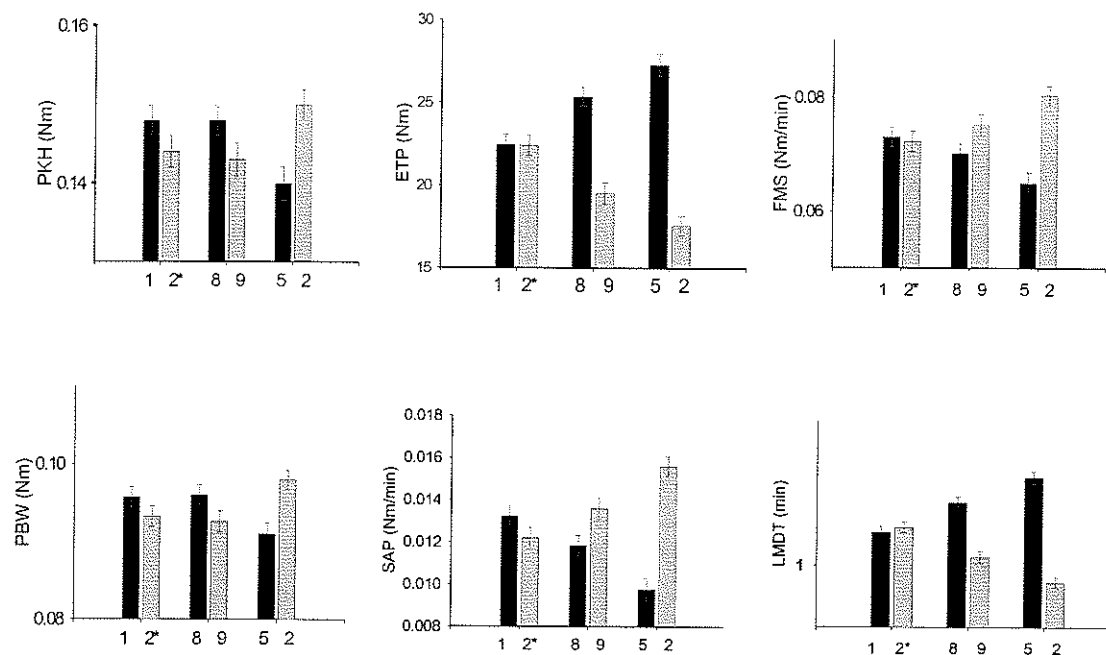 PKH (Nm)
0.16
0.14
1 2* 8 9 5 2
ETP (Nm)
30
25
20
15
1 2* 8 9 5 2
FMS (Nm/min)
0.08
0.06
1 2* 8 9 5 2
PBW (Nm)
0.10
0.08
1 2* 8 9 5 2
SAP (Nm/min)
0.018
0.016
0.014
0.012
0.010
0.008
1 2* 8 9 5 2
LMDT (min)
1
1 2* 8 9 5 2